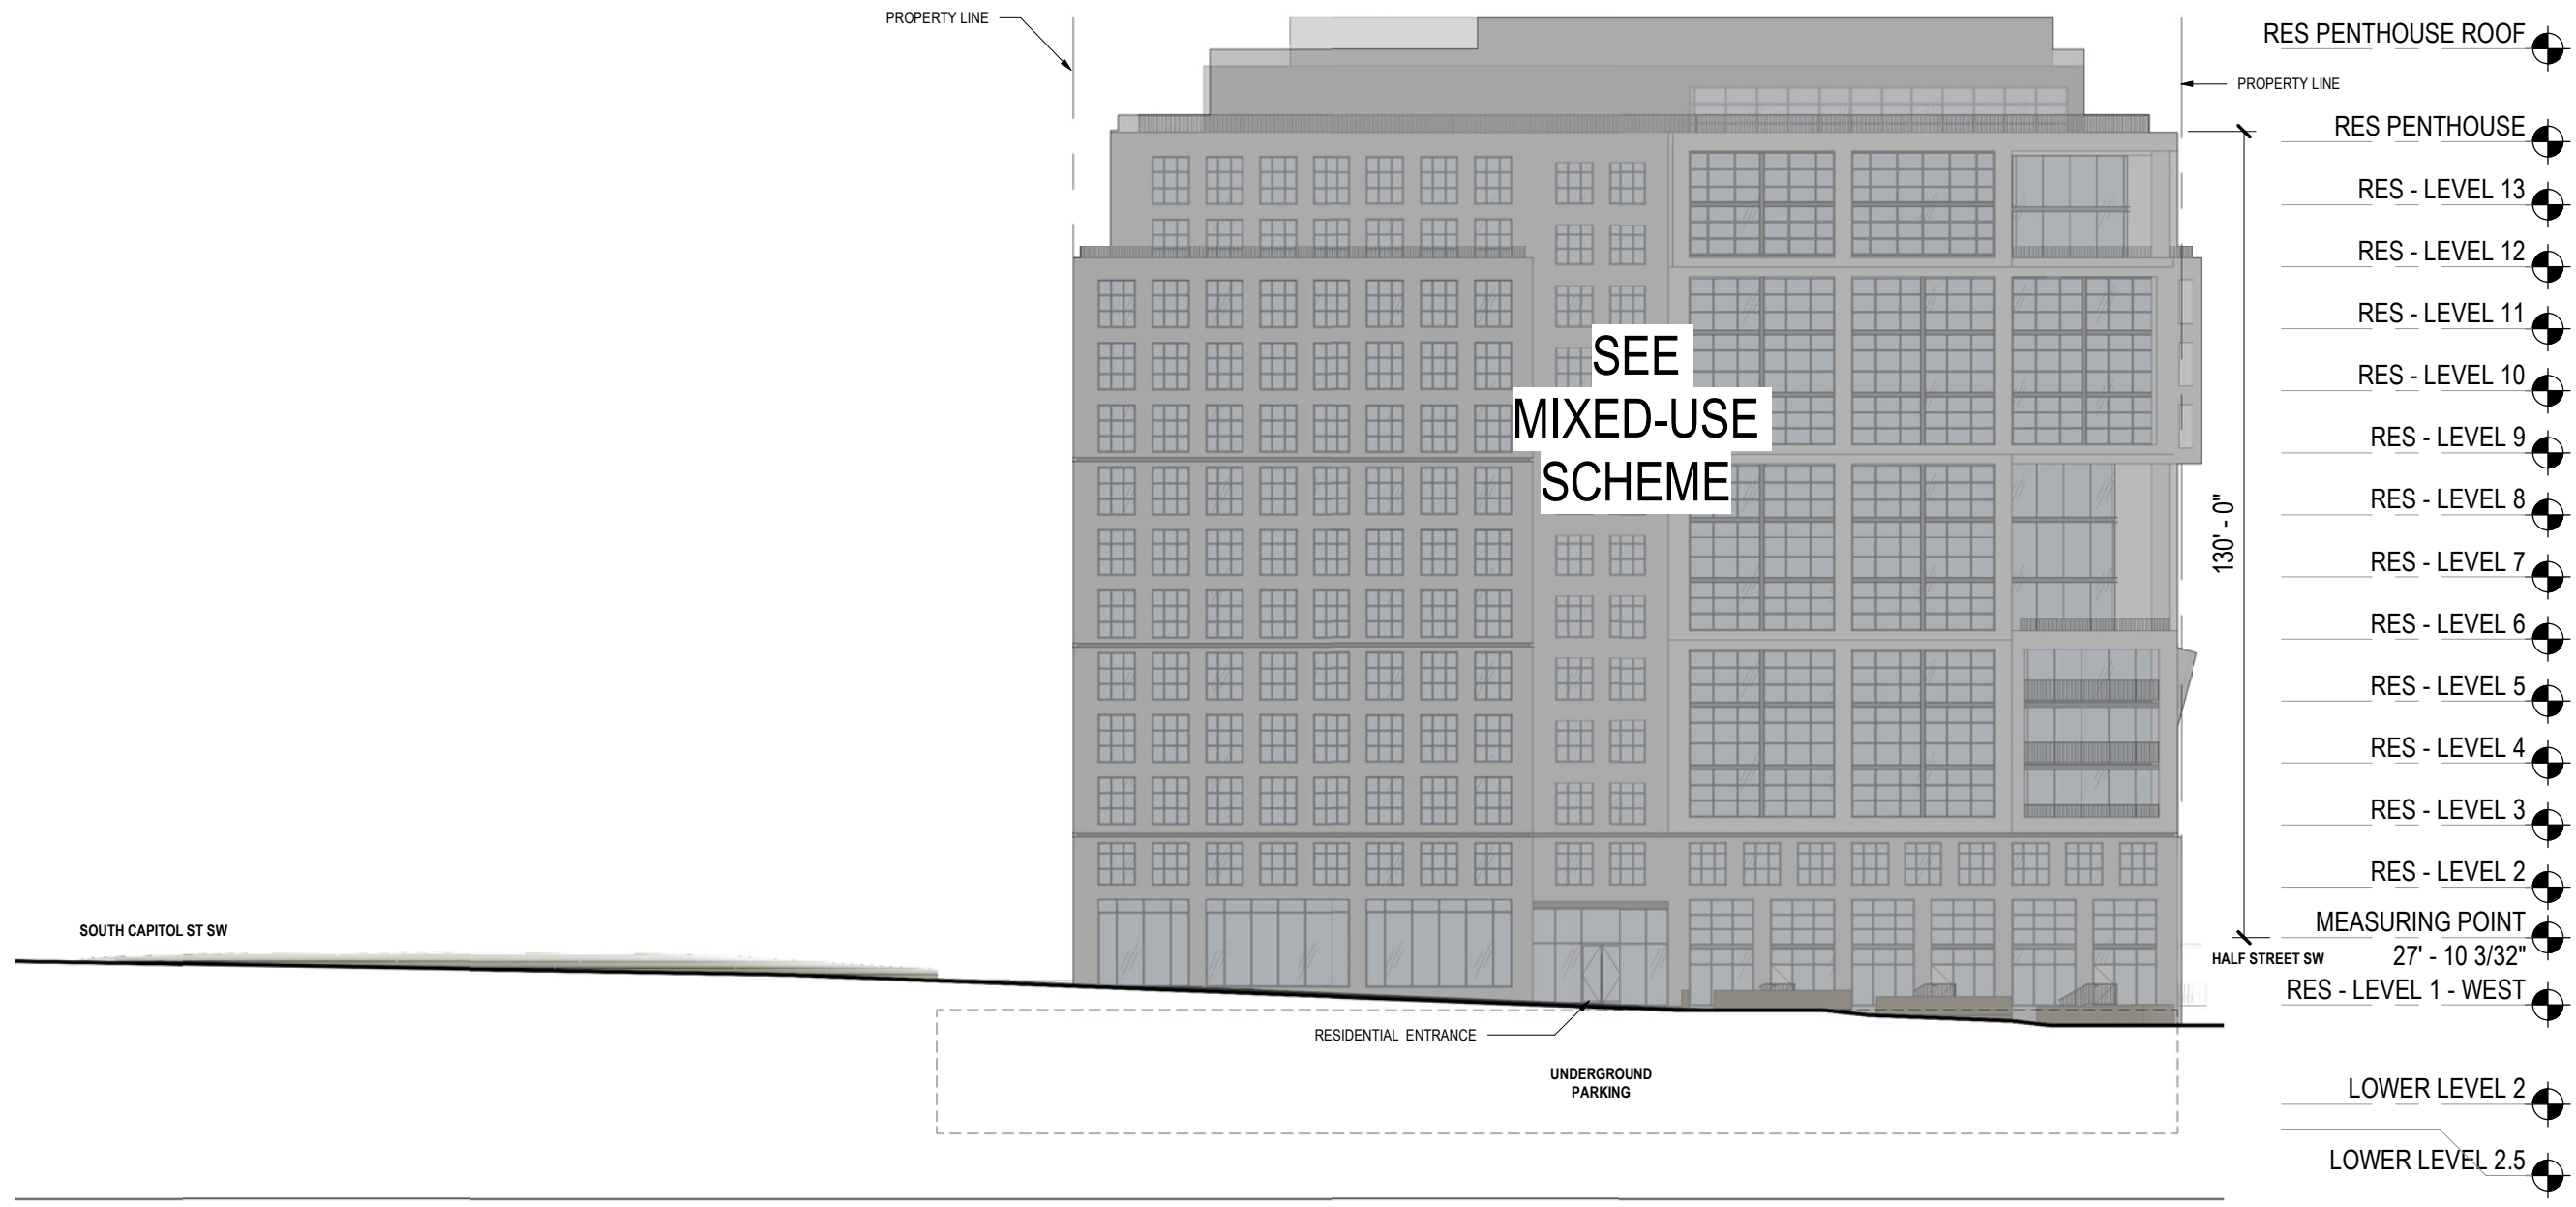 PROPERTY LINE
RES PENTHOUSE ROOF
PROPERTY LINE
RES PENTHOUSE
RES - LEVEL 13
RES - LEVEL 12
RES - LEVEL 11
SEE
MIXED-USE
SCHEME
RES - LEVEL 10
RES - LEVEL 9
RES - LEVEL 8
130' - 0"
RES - LEVEL 7
RES - LEVEL 6
RES - LEVEL 5
RES - LEVEL 4
RES - LEVEL 3
RES - LEVEL 2
MEASURING POINT
27' - 10 3/32"
SOUTH CAPITOL ST SW
HALF STREET SW
RES - LEVEL 1 - WEST
RESIDENTIAL ENTRANCE
UNDERGROUND
PARKING
LOWER LEVEL 2
LOWER LEVEL 2.5